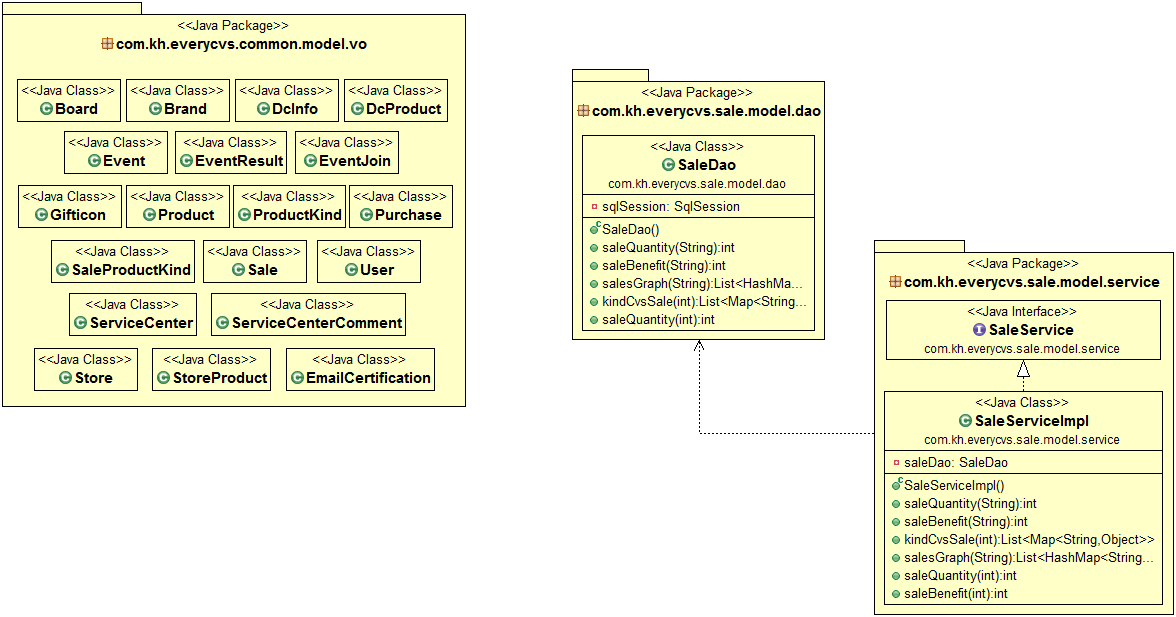 <<Java Package>>
com.kh.everycvs.common.model.vo
<<Java Class>> <<Java Class>> <<Java Class>> <<Java Class>>
Board Brand DcInfo DcProduct
<<Java Class>> <<Java Class>> <<Java Class>>
Event EventResult EventJoin
<<Java Class>> <<Java Class>> <<Java Class>> <<Java Class>>
Gifticon Product ProductKind Purchase
<<Java Class>> <<Java Class>> <<Java Class>>
SaleProductKind Sale User
<<Java Class>> <<Java Class>>
ServiceCenter ServiceCenterComment
<<Java Class>> <<Java Class>> <<Java Class>>
Store StoreProduct EmailCertification
<<Java Package>>
com.kh.everycvs.sale.model.dao
<<Java Class>>
SaleDao
com.kh.everycvs.sale.model.dao
sqlSession: SqlSession
SaleDao()
saleQuantity(String):int
saleBenefit(String):int
salesGraph(String):List<HashMa...
kindCvsSale(int):List<Map<String...
saleQuantity(int):int
<<Java Package>>
com.kh.everycvs.sale.model.service
<<Java Interface>>
SaleService
com.kh.everycvs.sale.model.service
<<Java Class>>
SaleServiceImpl
com.kh.everycvs.sale.model.service
saleDao: SaleDao
SaleServiceImpl()
saleQuantity(String):int
saleBenefit(String):int
kindCvsSale(int):List<Map<String,Object>>
salesGraph(String):List<HashMap<String...
saleQuantity(int):int
saleBenefit(int):int